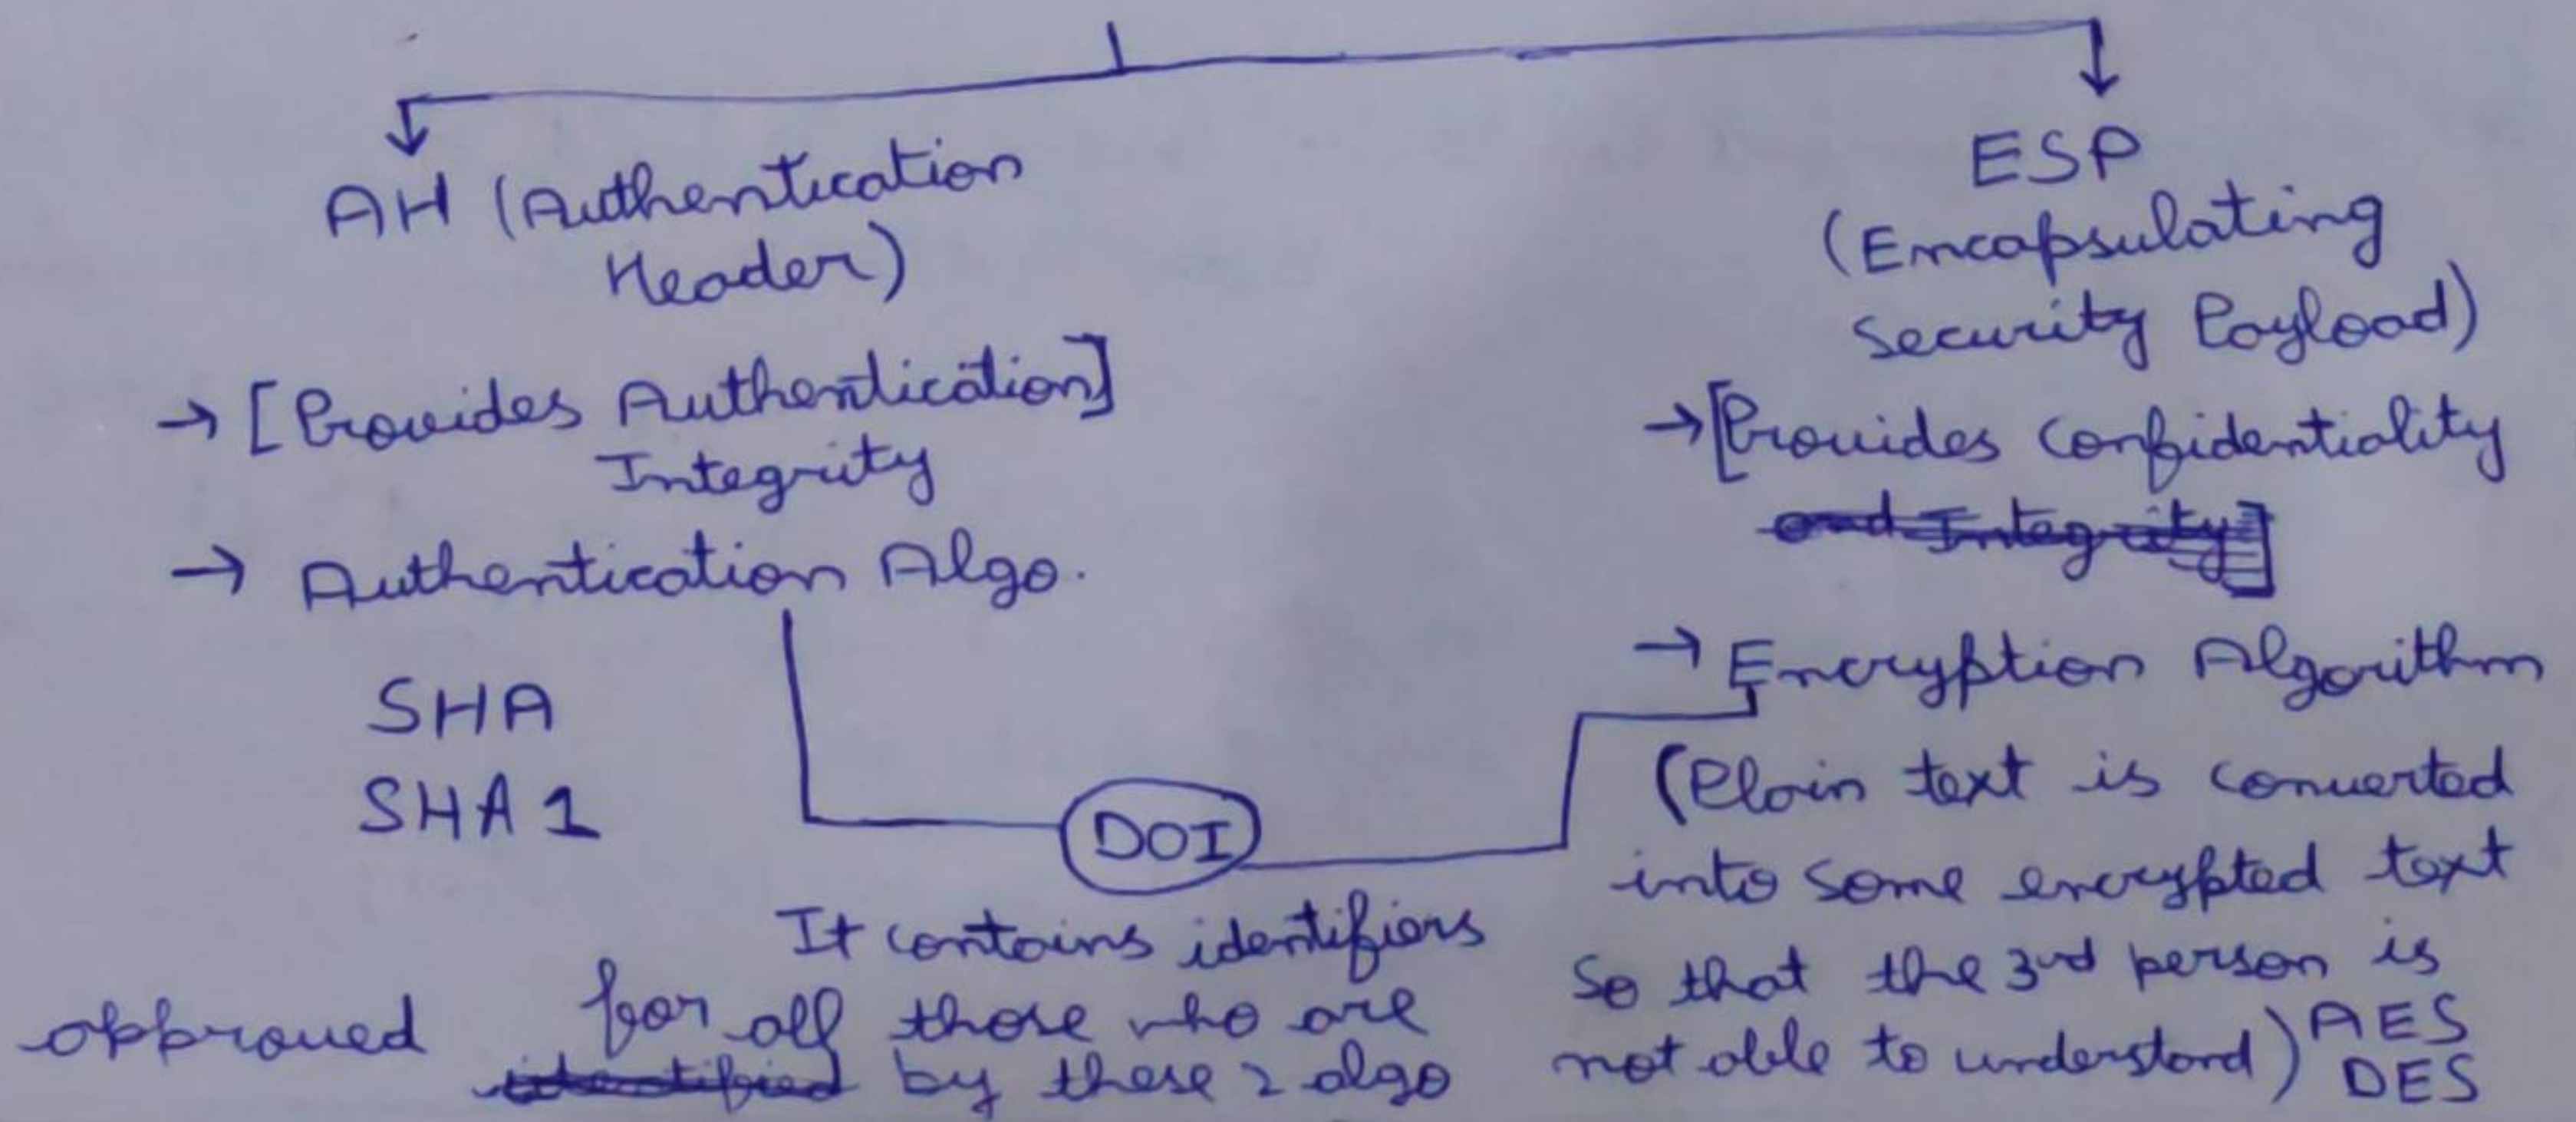 AH (Authentication
Header)
→ [Provides Authentication]
Integrity
→ Authentication Algo.
SHA
SHA1
ESP
(Encapsulating
Security Payload)
→ [Provides Confidentiality
and Integrity]
→ Encryption Algorithm
(Plain text is converted
into some encrypted text
So that the 3rd person is
not able to understand) AES
DES
DOI
It contains identifiers
for all those who are
approved identified by these 2 algo